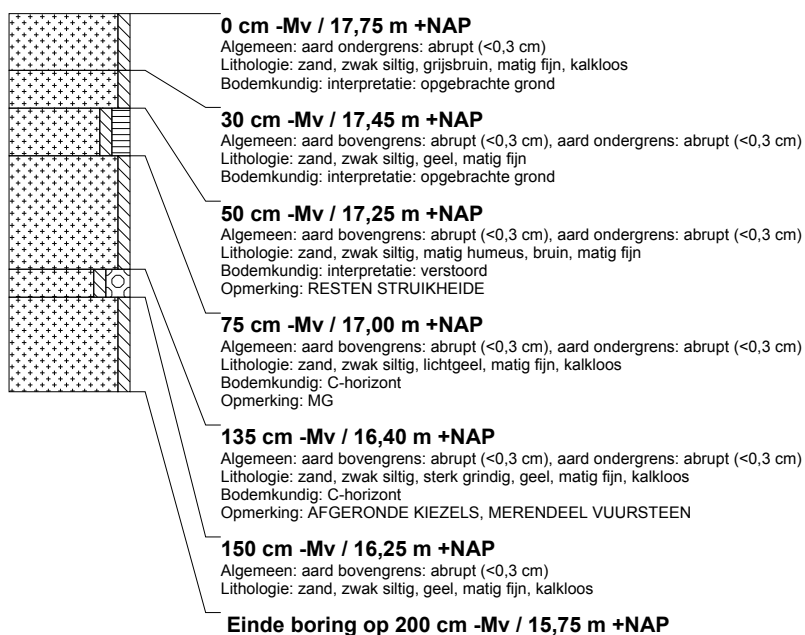 0 cm -Mv / 17,75 m +NAP
Algemeen: aard ondergrens: abrupt (<0,3 cm)
Lithologie: zand, zwak siltig, grijsbruin, matig fijn, kalkloos
Bodemkundig: interpretatie: opgebrachte grond
30 cm -Mv / 17,45 m +NAP
Algemeen: aard bovengrens: abrupt (<0,3 cm), aard ondergrens: abrupt (<0,3 cm)
Lithologie: zand, zwak siltig, geel, matig fijn
Bodemkundig: interpretatie: opgebrachte grond
50 cm -Mv / 17,25 m +NAP
Algemeen: aard bovengrens: abrupt (<0,3 cm), aard ondergrens: abrupt (<0,3 cm)
Lithologie: zand, zwak siltig, matig humeus, bruin, matig fijn
Bodemkundig: interpretatie: verstoord
Opmerking: RESTEN STRUIKHEIDE
75 cm -Mv / 17,00 m +NAP
Algemeen: aard bovengrens: abrupt (<0,3 cm), aard ondergrens: abrupt (<0,3 cm)
Lithologie: zand, zwak siltig, lichtgeel, matig fijn, kalkloos
Bodemkundig: C-horizont
Opmerking: MG
135 cm -Mv / 16,40 m +NAP
Algemeen: aard bovengrens: abrupt (<0,3 cm), aard ondergrens: abrupt (<0,3 cm)
Lithologie: zand, zwak siltig, sterk grindig, geel, matig fijn, kalkloos
Bodemkundig: C-horizont
Opmerking: AFGERONDE KIEZELS, MERENDEEL VUURSTEEN
150 cm -Mv / 16,25 m +NAP
Algemeen: aard bovengrens: abrupt (<0,3 cm)
Lithologie: zand, zwak siltig, geel, matig fijn, kalkloos
Einde boring op 200 cm -Mv / 15,75 m +NAP